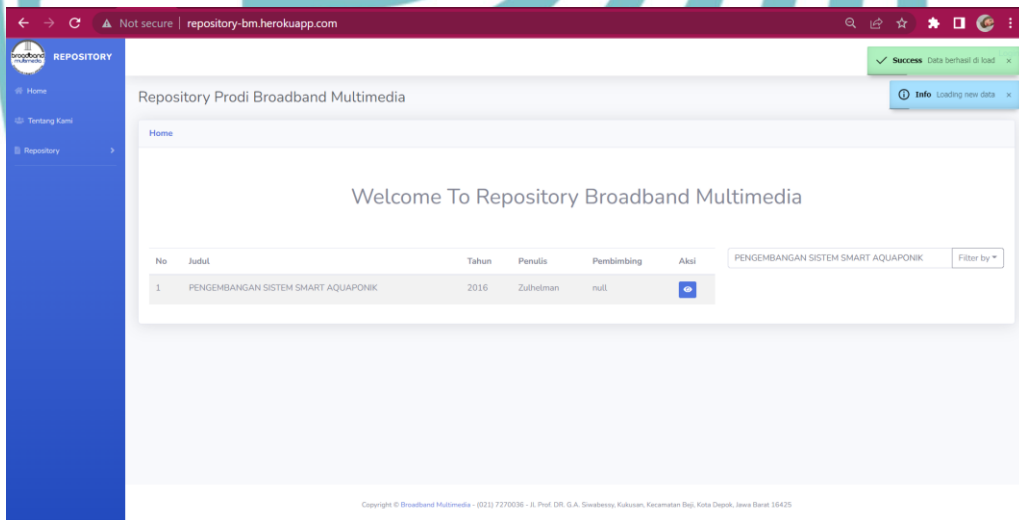 Not secure | repository-bm.herokuapp.com
broadband
multimedia
REPOSITORY
Success Data berhasil di load ×
Home
Repository Prodi Broadband Multimedia
Info Loading new data ×
Tentang Kami
Home
Repository
Welcome To Repository Broadband Multimedia
No Judul Tahun Penulis Pembimbing Aksi
PENGEMBANGAN SISTEM SMART AQUAPONIK Filter by
1 PENGEMBANGAN SISTEM SMART AQUAPONIK 2016 Zulhelman null
Copyright © Broadband Multimedia - (021) 7270036 - Jl. Prof. DR. G.A. Siwabessy, Kukusan, Kecamatan Beji, Kota Depok, Jawa Barat 16425